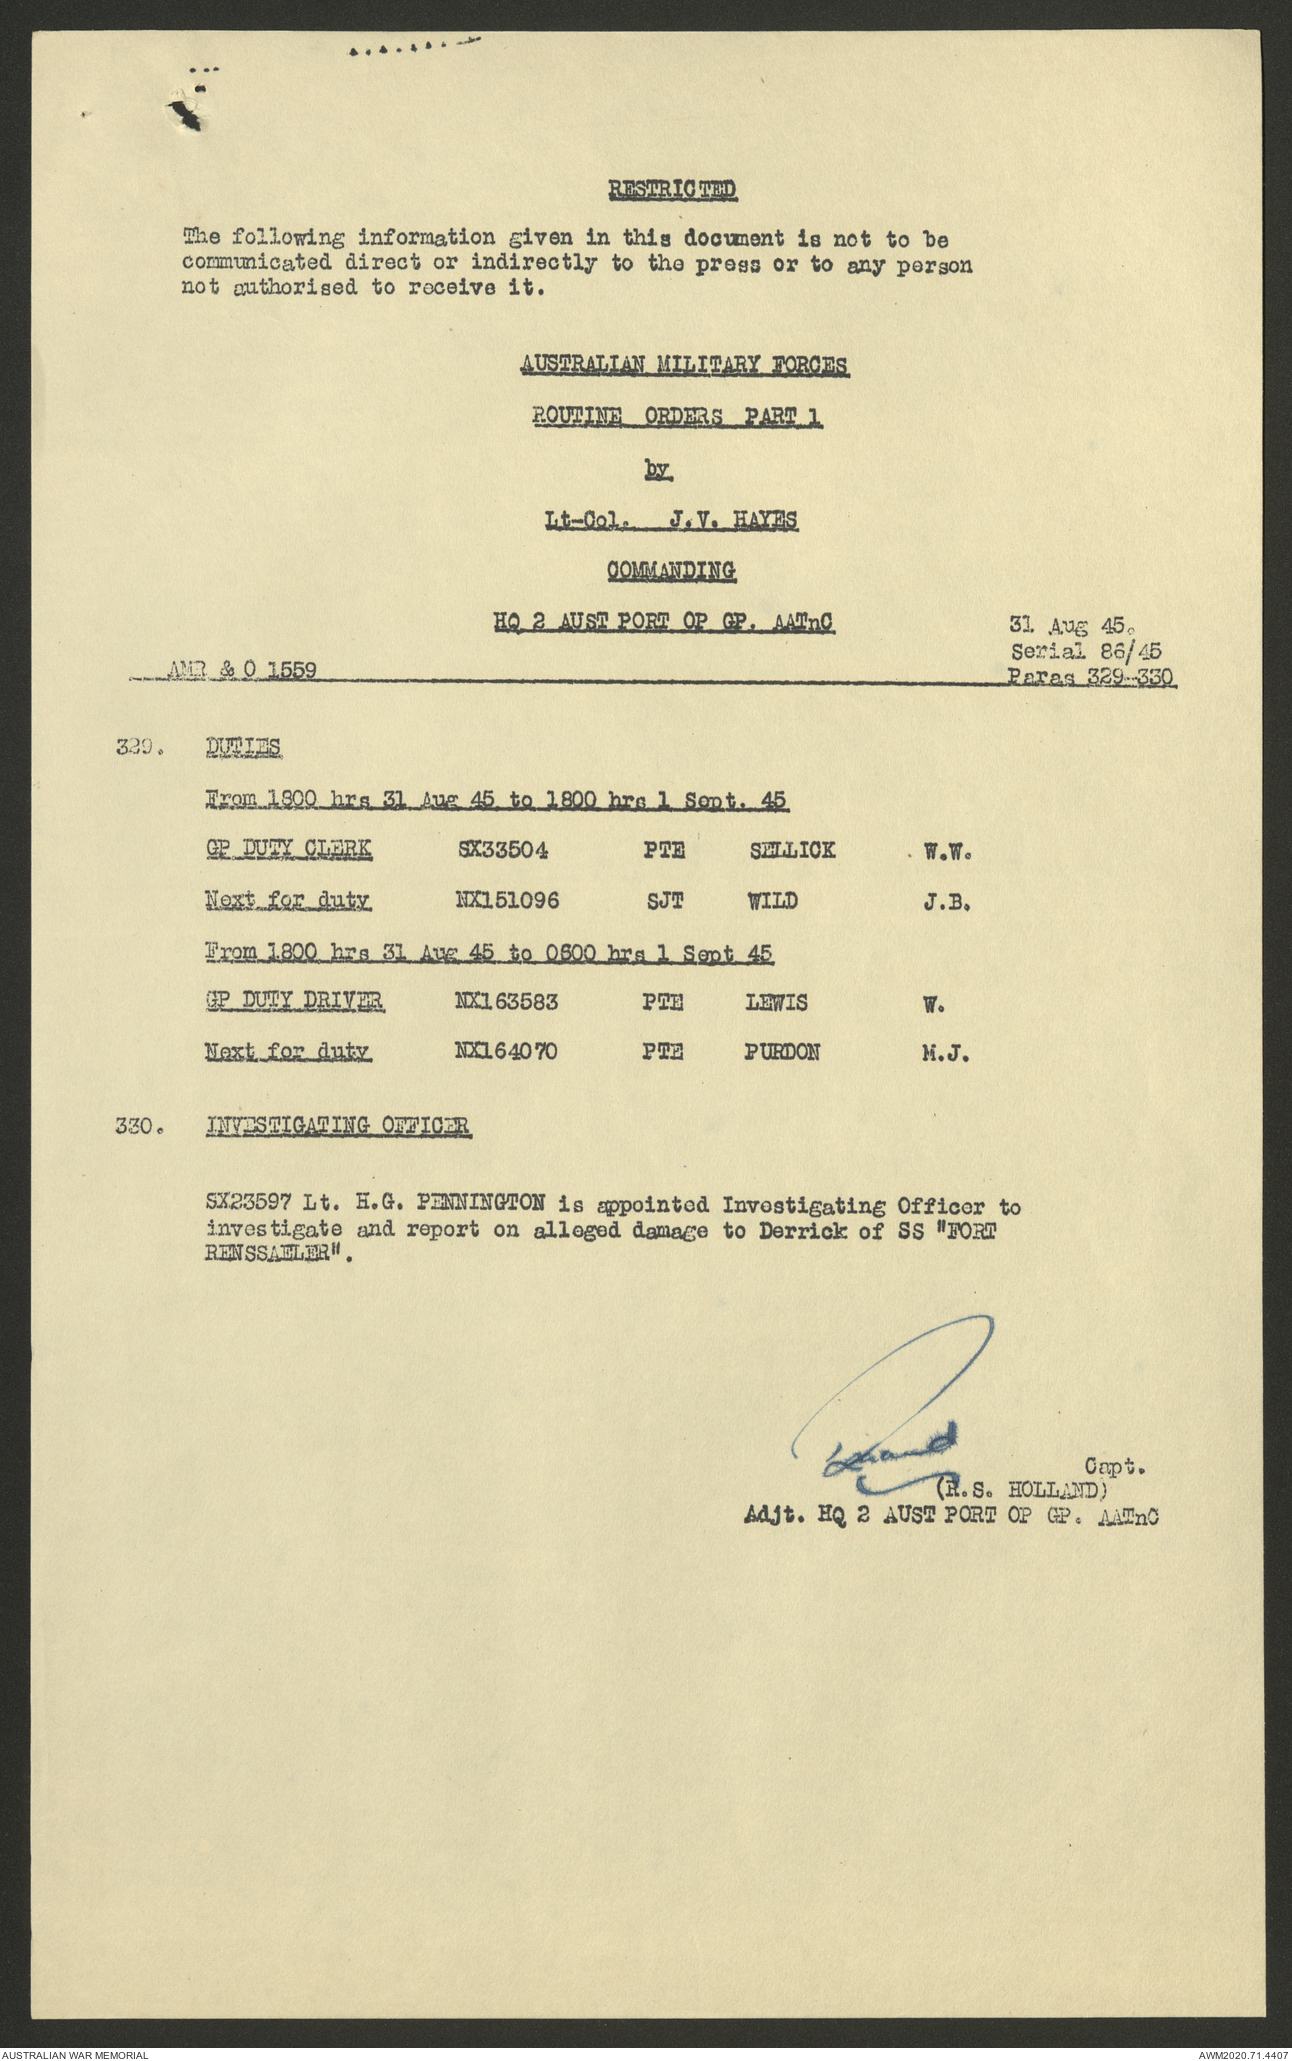 RESTRICTED
The following information given in this document is not to be
communicated direct or indirectly to the press or to any person
not authorised to receive it.
AUSTRALIAN MILITARY FORCES
ROUTINE ORDERS PART 1
by
Lt-Col. J.V. HAYES
COMMANDING
HQ 2 AUST PORT OP GP. AATnC
31 Aug 45.
Serial 86/45
AMR & O 1559 Paras 329-330
329. DUTIES
From 1800 hrs 31 Aug 45 to 1800 hrs 1 Sept. 45
GP DUTY CLERK SX33504 PTE SELLICK W.W.
Next for duty NX151096 SJT WILD J.B.
From 1800 hrs 31 Aug 45 to 0600 hrs 1 Sept 45
GP DUTY DRIVER NX163583 PTE LEWIS W.
Next for duty NX164070 PTE PURDON M.J.
330. INVESTIGATING OFFICER
SX23597 Lt. H.G. PENNINGTON is appointed Investigating Officer to
investigate and report on alleged damage to Derrick of SS "FORT
RENSSAELER".
Capt.
(R.S. HOLLAND)
Adjt. HQ 2 AUST PORT OP GP. AATnC
AUSTRALIAN WAR MEMORIAL AWM2020.71.4407